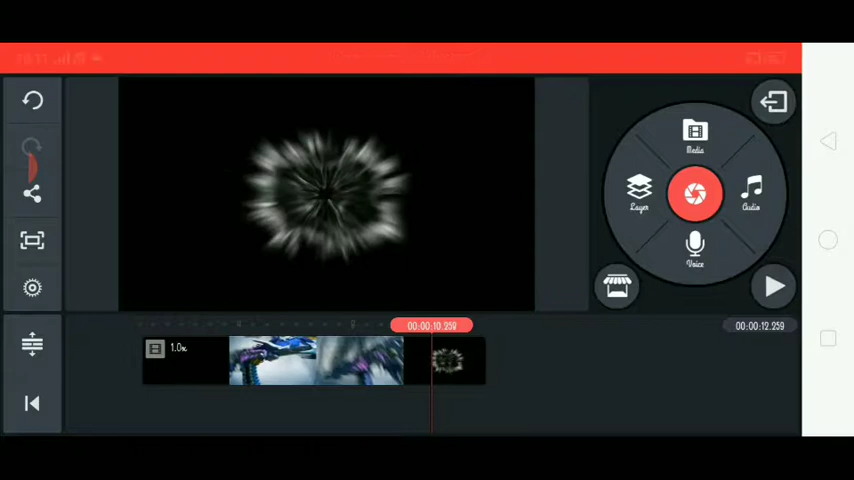 Media
Layer
Audio
Voice
00:00:10.259
00:00:12.259
1.0x